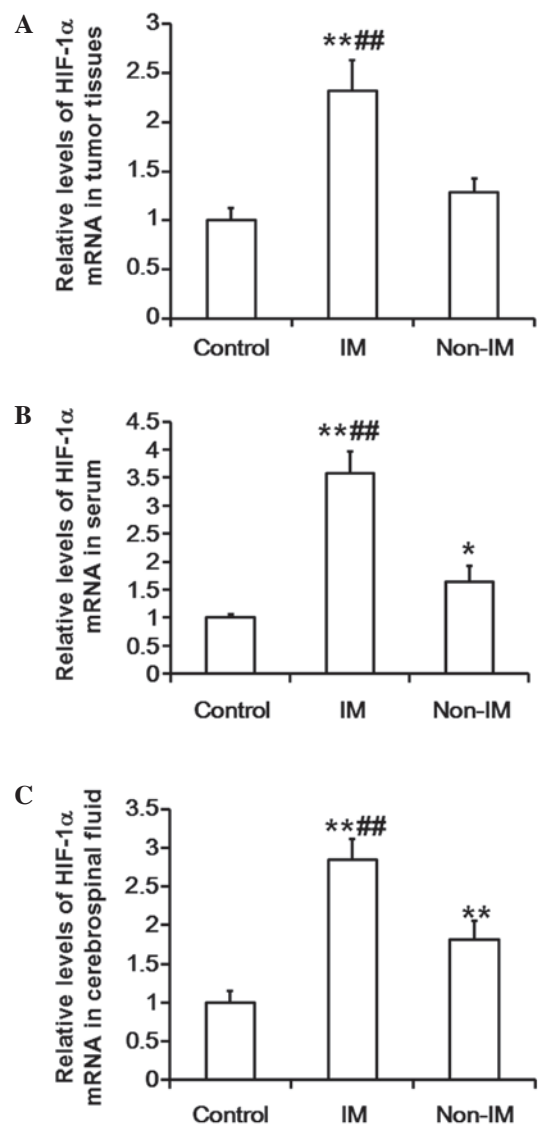 A
Relative levels of HIF-1α
mRNA in tumor tissues
3
2.5
2
1.5
1
0.5
0
**##
Control IM Non-IM
B
Relative levels of HIF-1α
mRNA in serum
4.5
4
3.5
3
2.5
2
1.5
1
0.5
0
**##
*
Control IM Non-IM
C
Relative levels of HIF-1α
mRNA in cerebrospinal fluid
3.5
3
2.5
2
1.5
1
0.5
0
**##
**
Control IM Non-IM